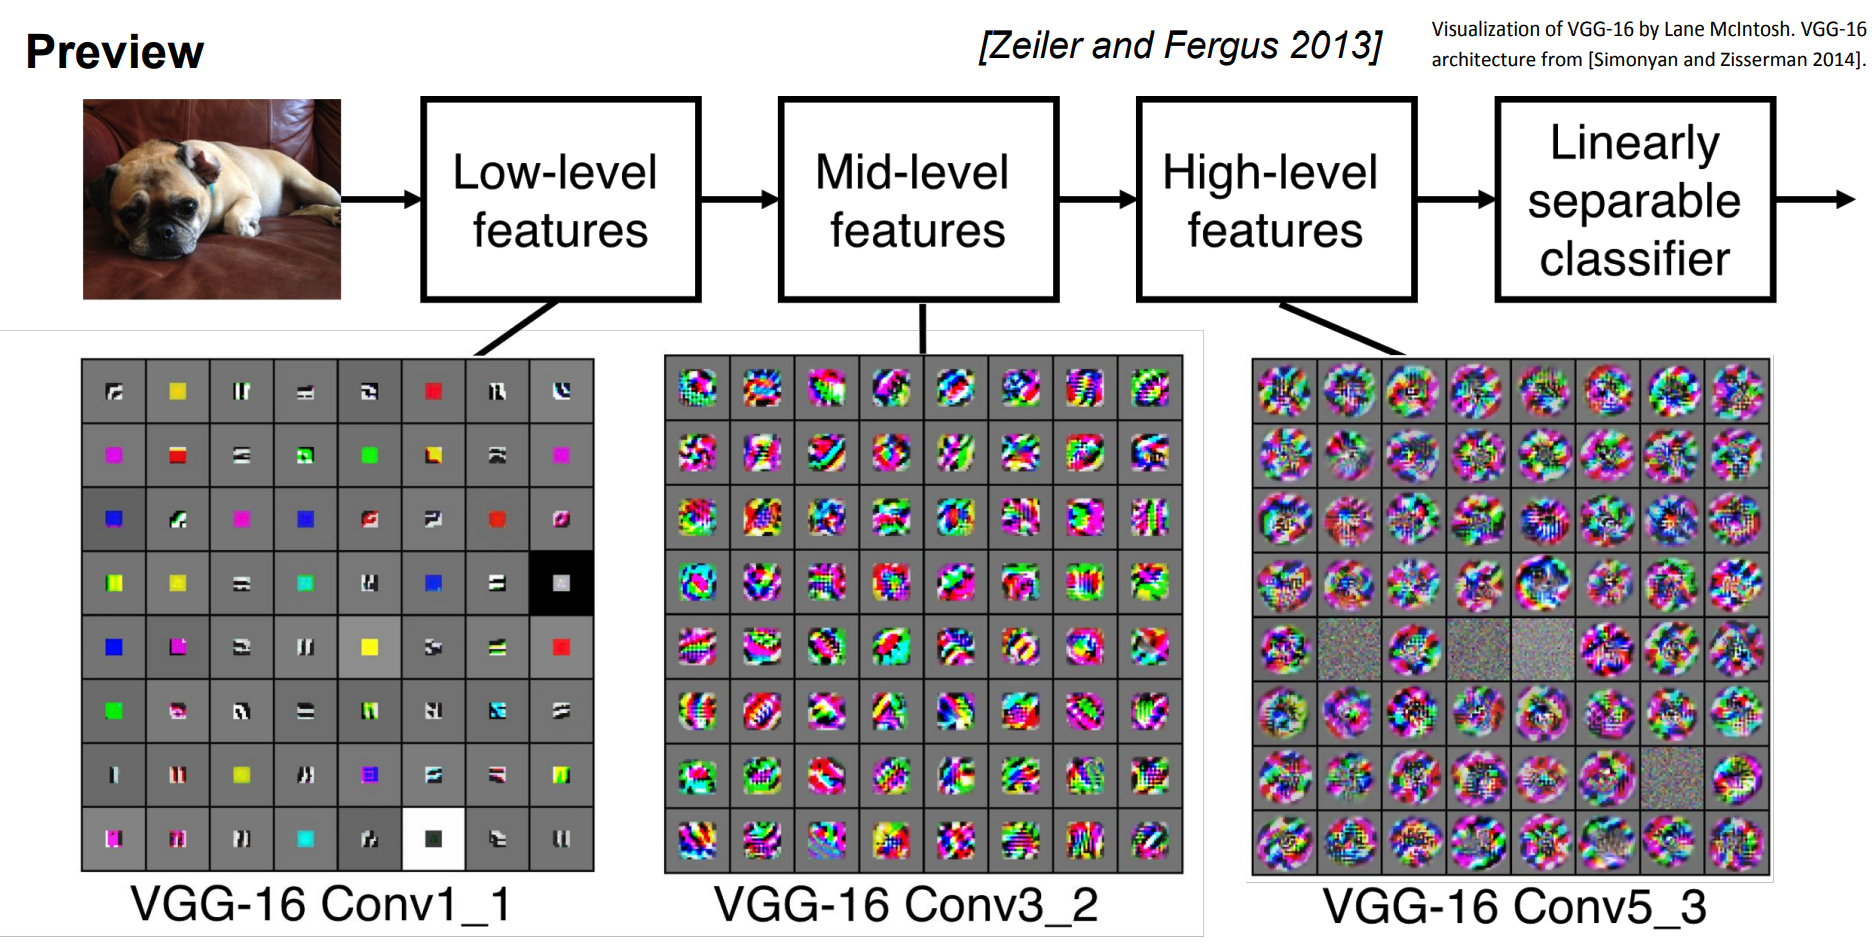 Preview
[Zeiler and Fergus 2013]
Visualization of VGG-16 by Lane McIntosh. VGG-16
architecture from [Simonyan and Zisserman 2014].
Low-level
features
Mid-level
features
High-level
features
Linearly
separable
classifier
VGG-16 Conv1_1
VGG-16 Conv3_2
VGG-16 Conv5_3